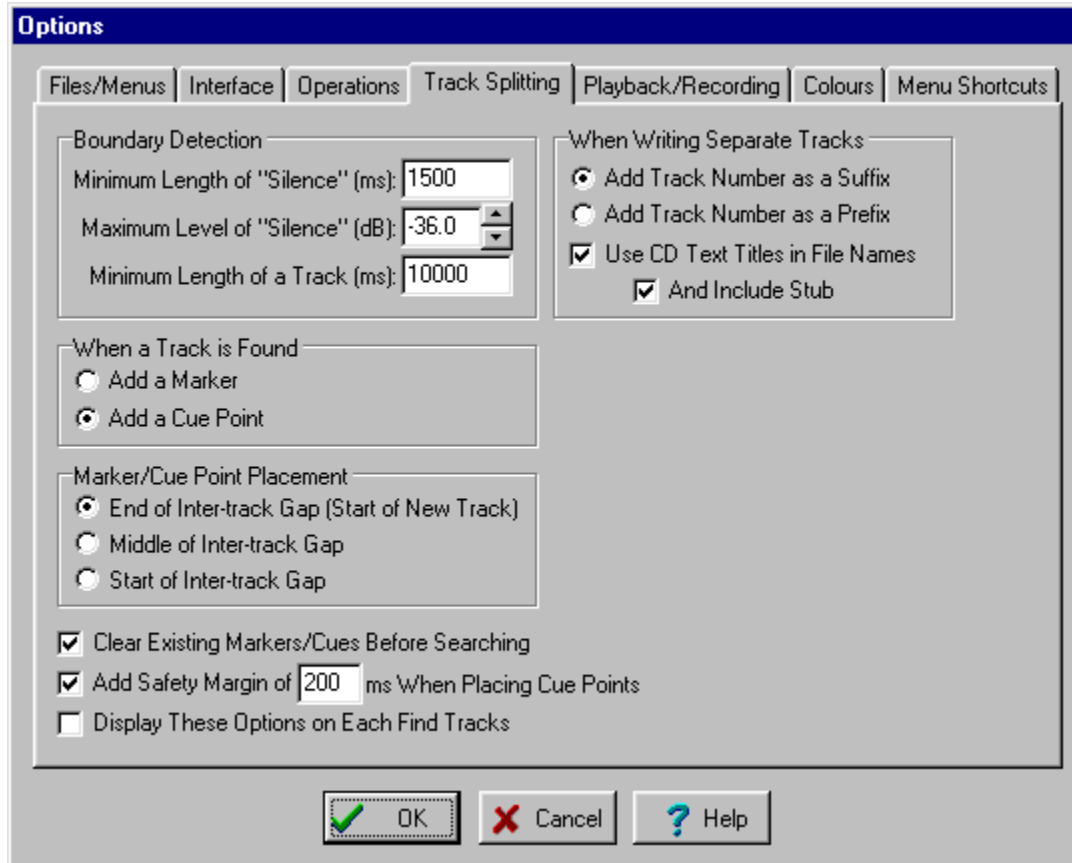 Options
Files/Menus Interface Operations Track Splitting Playback/Recording Colours Menu Shortcuts
Boundary Detection
Minimum Length of "Silence" (ms): 1500
Maximum Level of "Silence" (dB): -36.0
Minimum Length of a Track (ms): 10000
When Writing Separate Tracks
Add Track Number as a Suffix
Add Track Number as a Prefix
Use CD Text Titles in File Names
And Include Stub
When a Track is Found
Add a Marker
Add a Cue Point
Marker/Cue Point Placement
End of Inter-track Gap (Start of New Track)
Middle of Inter-track Gap
Start of Inter-track Gap
Clear Existing Markers/Cues Before Searching
Add Safety Margin of 200 ms When Placing Cue Points
Display These Options on Each Find Tracks
OK Cancel Help